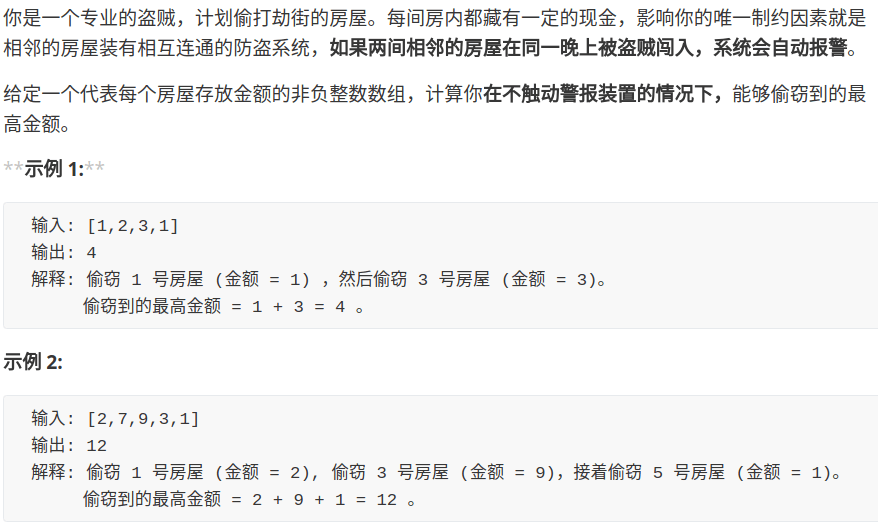 你是一个专业的盗贼，计划偷打劫街的房屋。每间房内都藏有一定的现金，影响你的唯一制约因素就是
相邻的房屋装有相互连通的防盗系统，如果两间相邻的房屋在同一晚上被盗贼闯入，系统会自动报警。
给定一个代表每个房屋存放金额的非负整数数组，计算你在不触动警报装置的情况下，能够偷窃到的最
高金额。
**示例 1:**
输入: [1,2,3,1]
输出: 4
解释: 偷窃 1 号房屋 (金额 = 1) ，然后偷窃 3 号房屋 (金额 = 3)。
偷窃到的最高金额 = 1 + 3 = 4 。
示例 2:
输入: [2,7,9,3,1]
输出: 12
解释: 偷窃 1 号房屋 (金额 = 2), 偷窃 3 号房屋 (金额 = 9)，接着偷窃 5 号房屋 (金额 = 1)。
偷窃到的最高金额 = 2 + 9 + 1 = 12 。